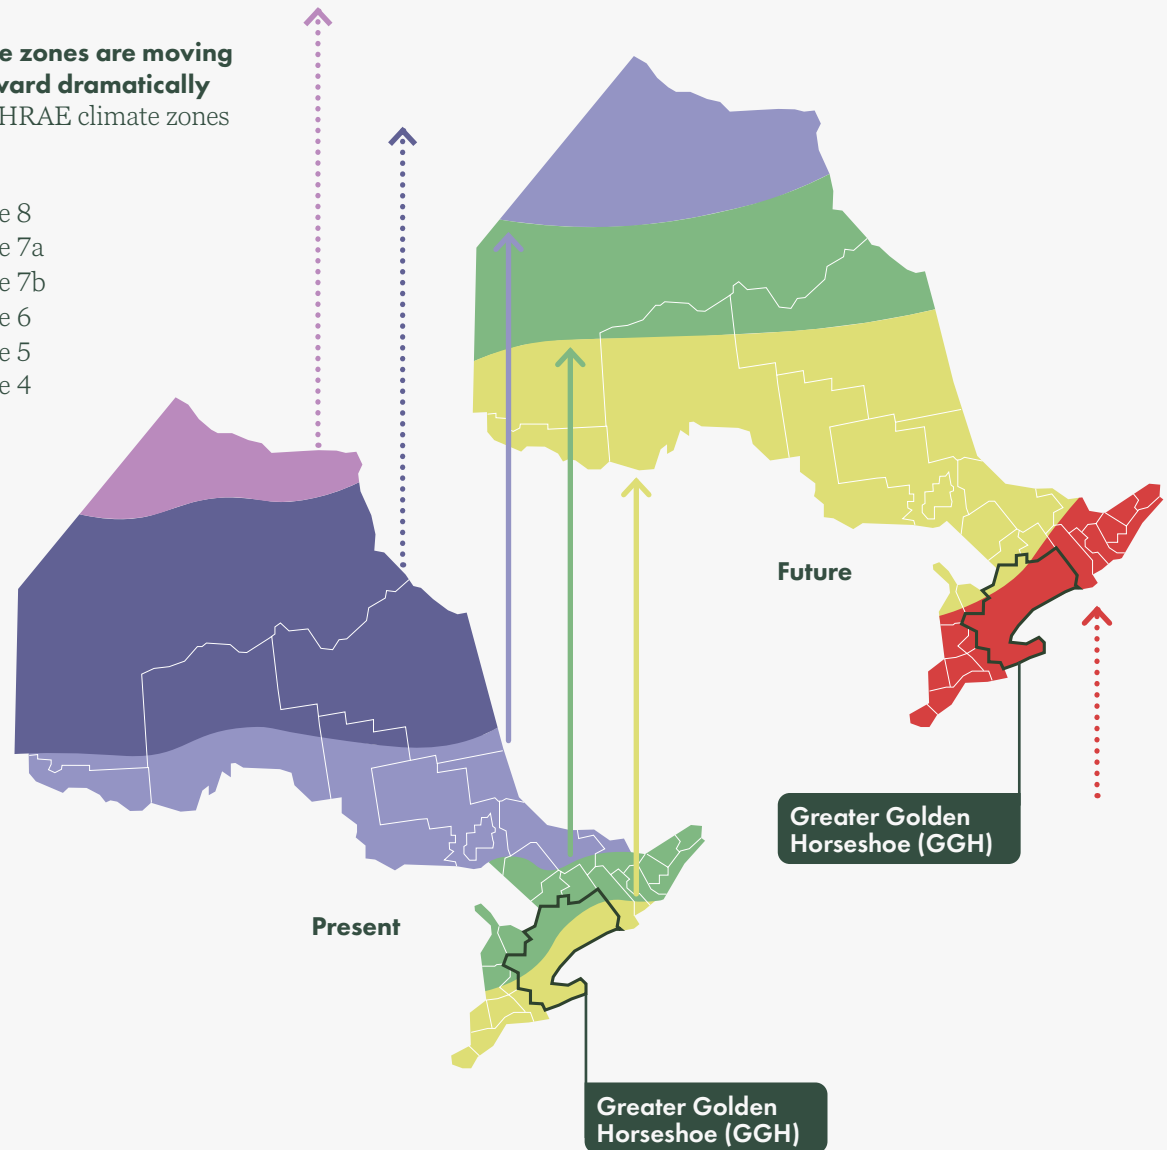 e zones are moving
vard dramatically
HRAE climate zones
e 8
e 7a
e 7b
e 6
e 5
e 4
Future
Greater Golden
Horseshoe (GGH)
Present
Greater Golden
Horseshoe (GGH)